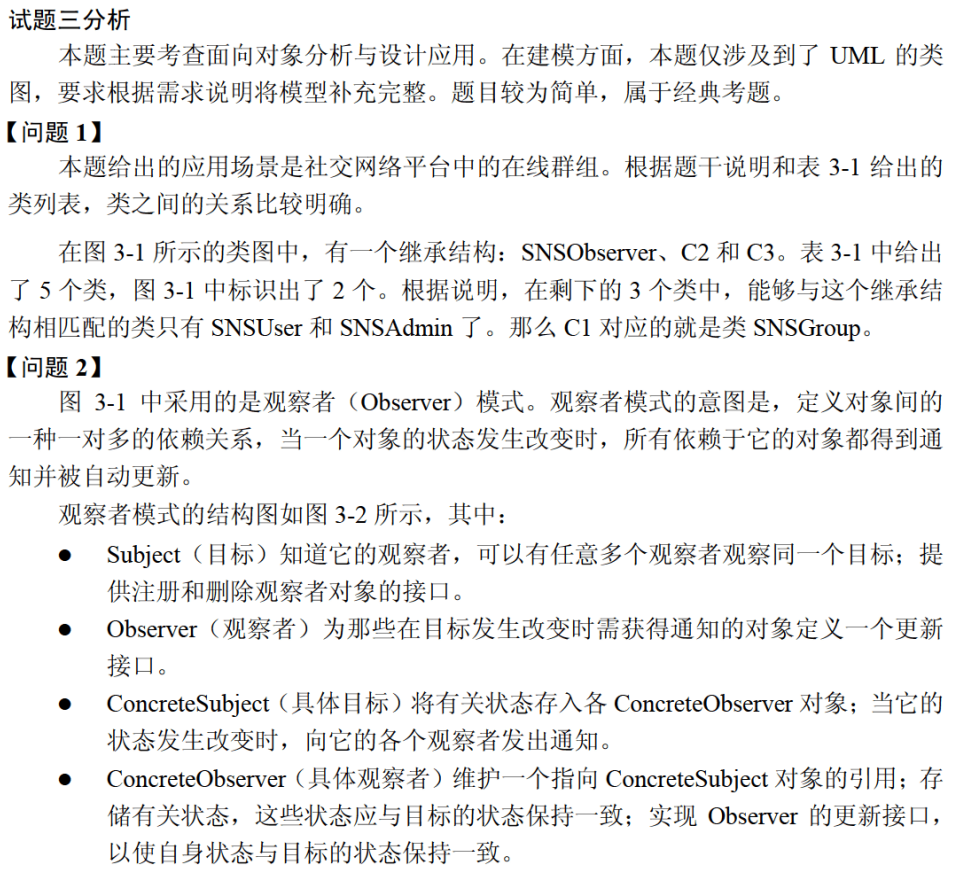 试题三分析
本题主要考查面向对象分析与设计应用。在建模方面，本题仅涉及到了 UML 的类
图，要求根据需求说明将模型补充完整。题目较为简单，属于经典考题。
【问题 1】
本题给出的应用场景是社交网络平台中的在线群组。根据题干说明和表 3-1 给出的
类列表，类之间的关系比较明确。
在图 3-1 所示的类图中，有一个继承结构：SNSObserver、C2 和 C3。表 3-1 中给出
了 5 个类，图 3-1 中标识出了 2 个。根据说明，在剩下的 3 个类中，能够与这个继承结
构相匹配的类只有 SNSUser 和 SNSAdmin 了。那么 C1 对应的就是类 SNSGroup。
【问题 2】
图 3-1 中采用的是观察者（Observer）模式。观察者模式的意图是，定义对象间的
一种一对多的依赖关系，当一个对象的状态发生改变时，所有依赖于它的对象都得到通
知并被自动更新。
观察者模式的结构图如图 3-2 所示，其中：
● Subject（目标）知道它的观察者，可以有任意多个观察者观察同一个目标；提
供注册和删除观察者对象的接口。
● Observer（观察者）为那些在目标发生改变时需获得通知的对象定义一个更新
接口。
● ConcreteSubject（具体目标）将有关状态存入各 ConcreteObserver 对象；当它的
状态发生改变时，向它的各个观察者发出通知。
● ConcreteObserver（具体观察者）维护一个指向 ConcreteSubject 对象的引用；存
储有关状态，这些状态应与目标的状态保持一致；实现 Observer 的更新接口，
以使自身状态与目标的状态保持一致。